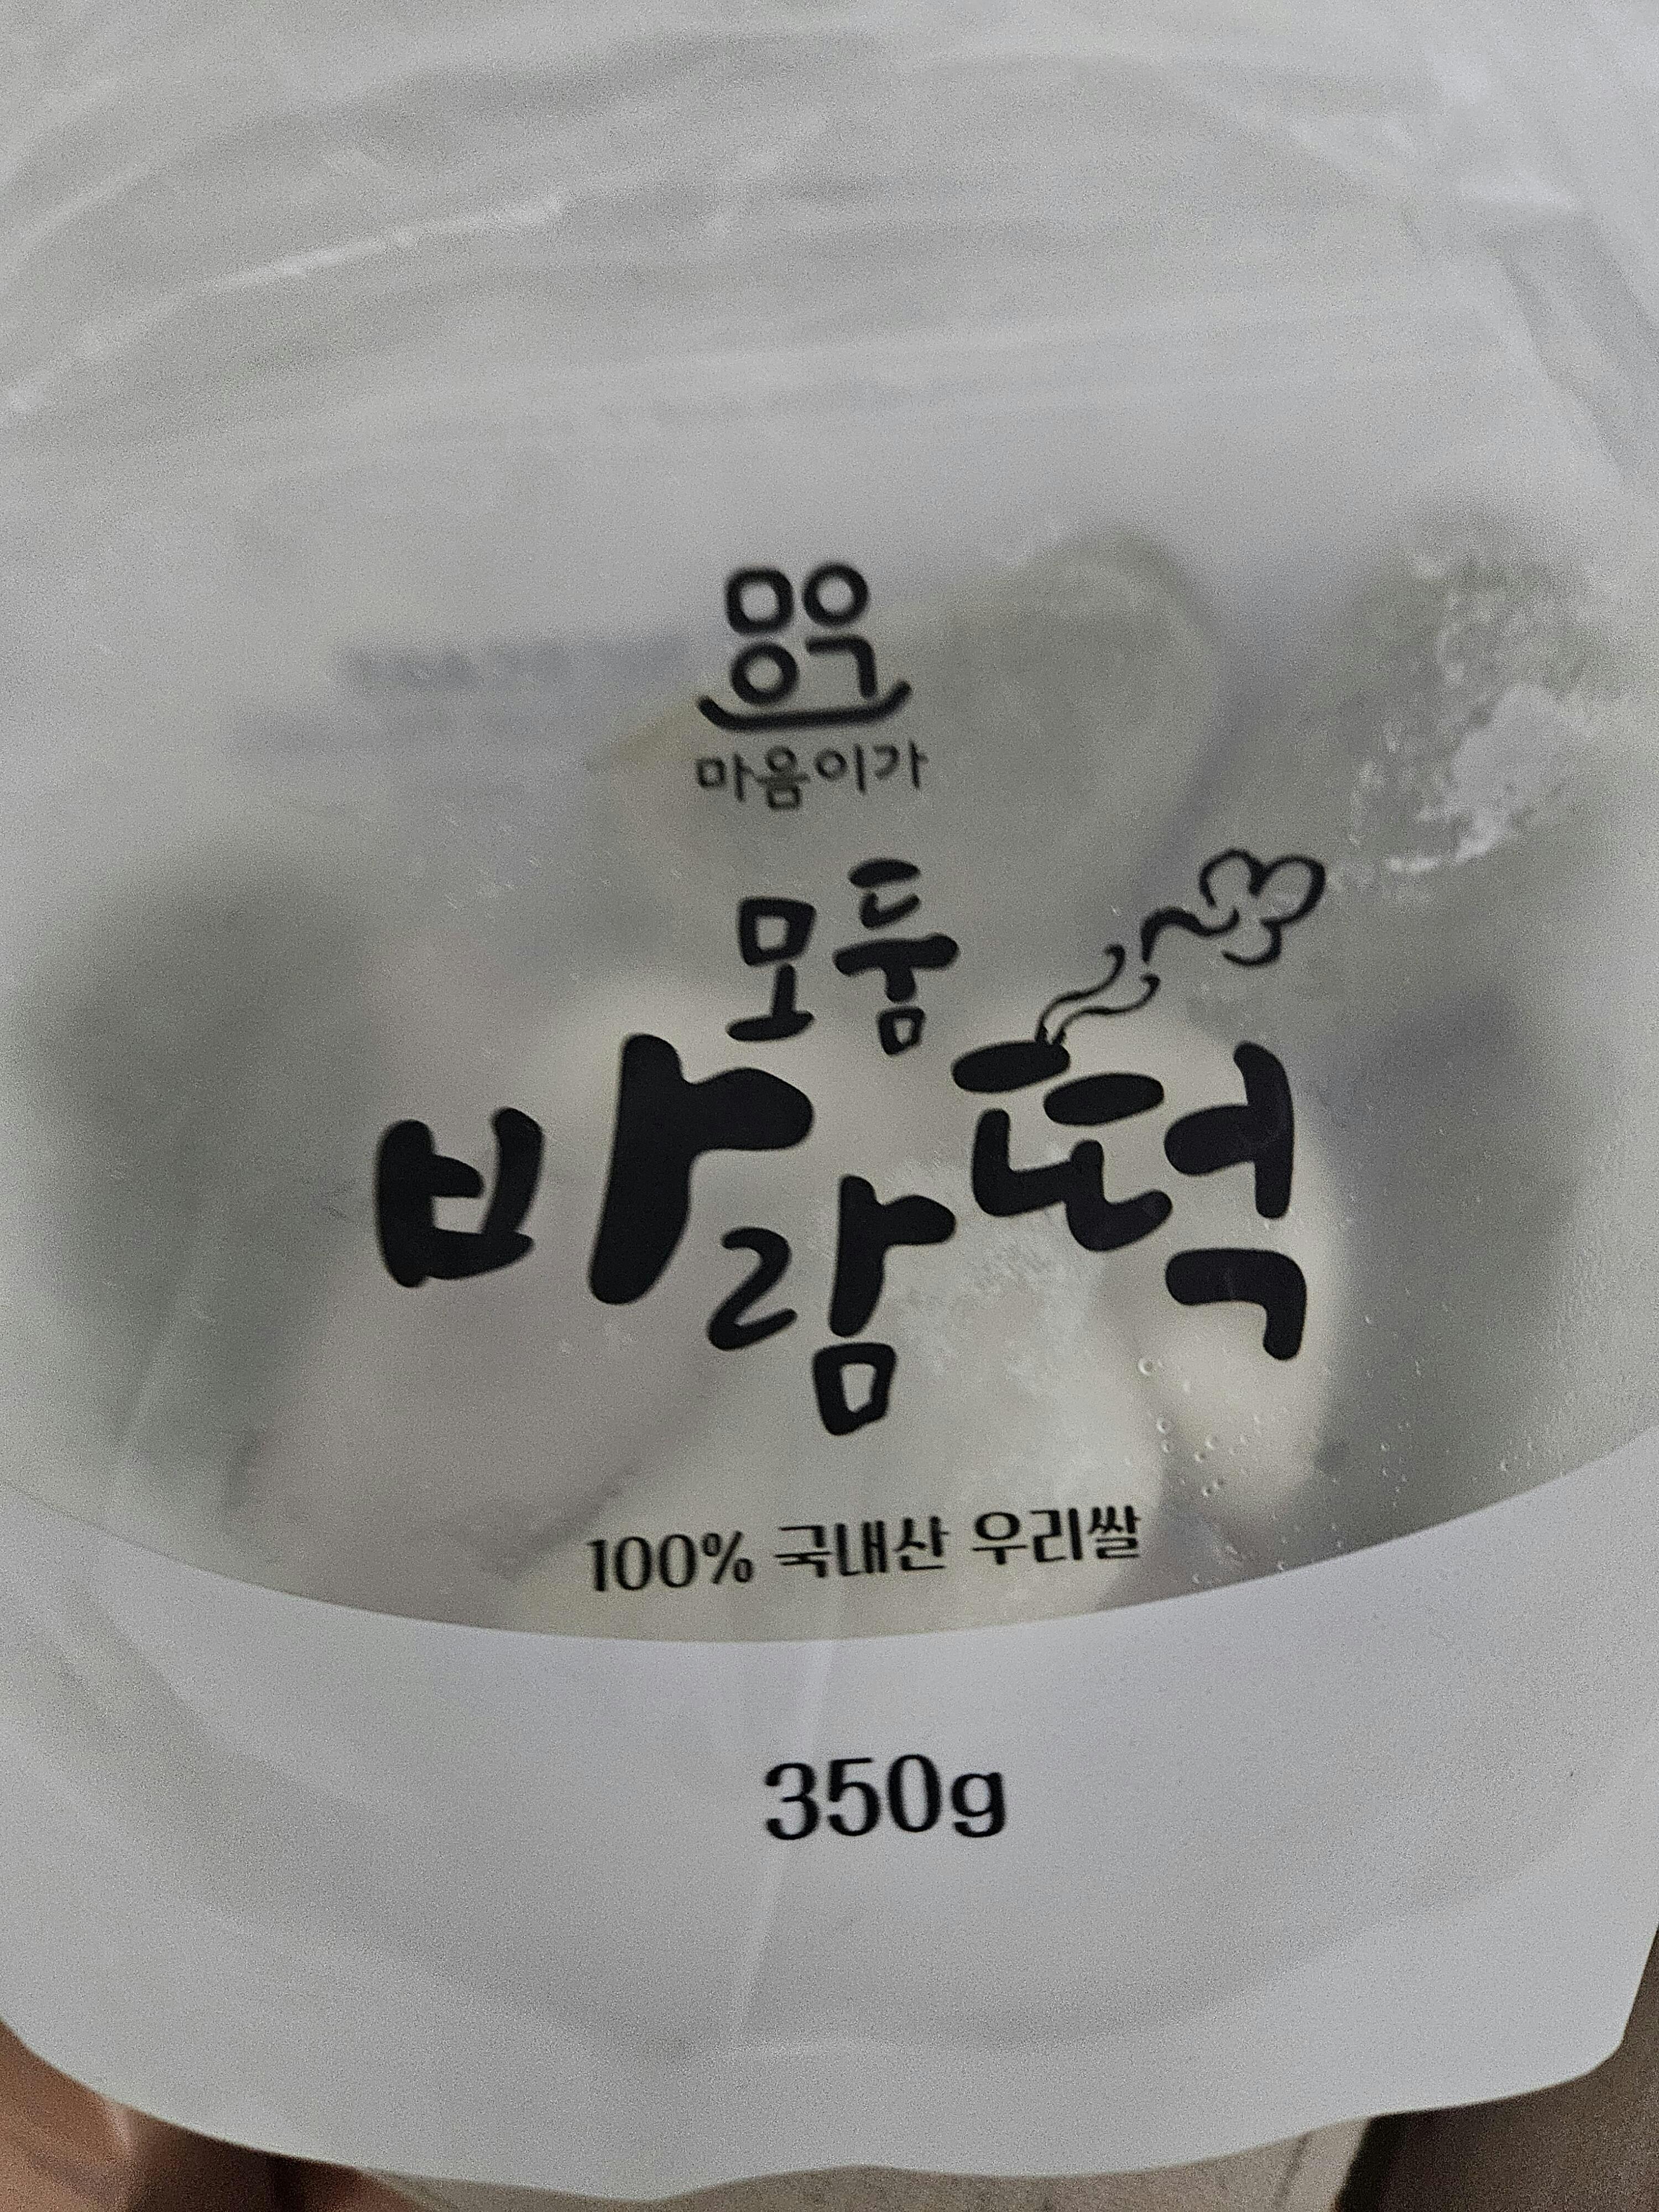 마음이가
모둠
바람떡
100% 국내산 우리쌀
350g